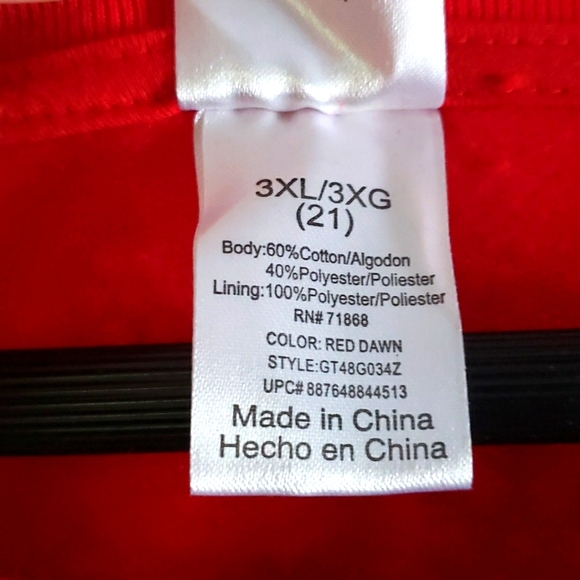 3XL/3XG
(21)
Body:60%Cotton/Algodon
40%Polyester/Poliester
Lining:100%Polyester/Poliester
RN# 71868
COLOR: RED DAWN
STYLE:GT48G034Z
UPC# 887648844513
Made in China
Hecho en China